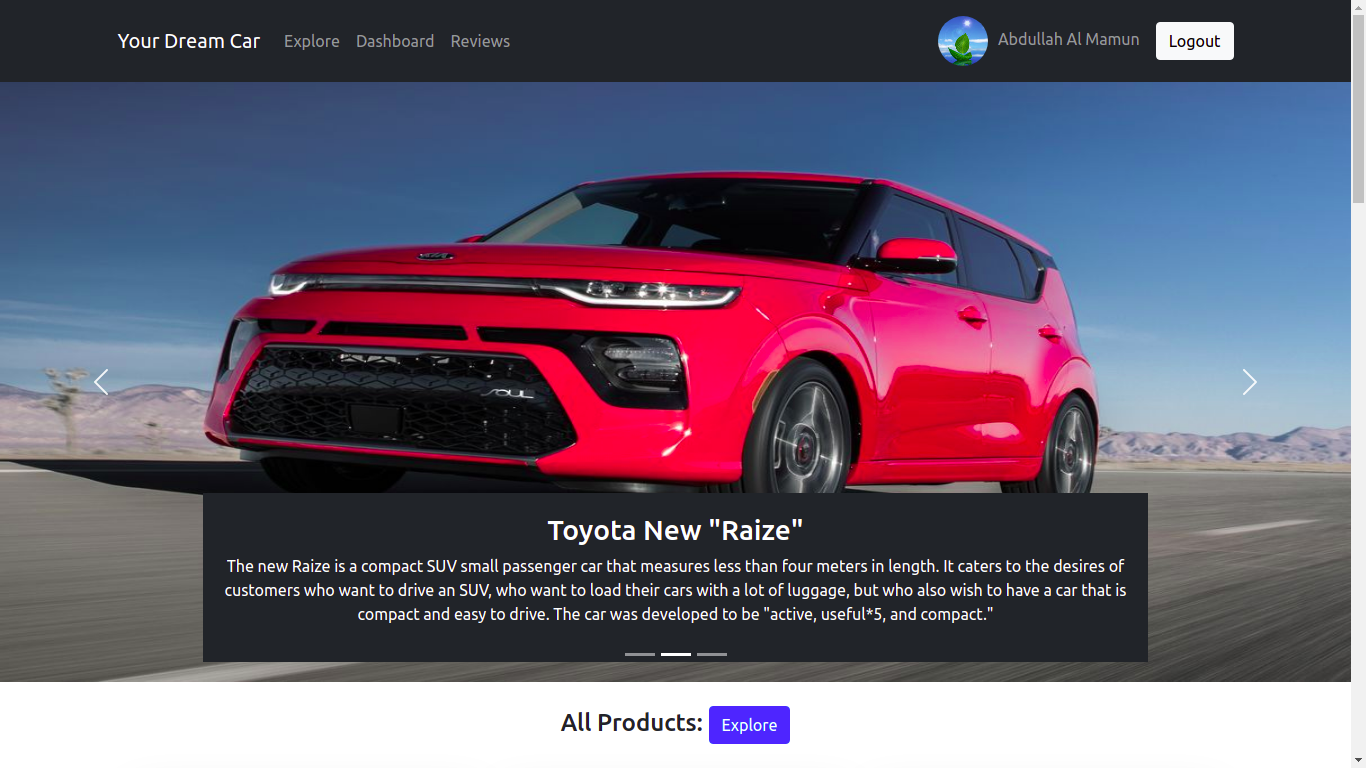 Your Dream Car
Explore
Dashboard
Reviews
Abdullah Al Mamun
Logout
KIA
SOUL
Toyota New "Raize"
The new Raize is a compact SUV small passenger car that measures less than four meters in length. It caters to the desires of
customers who want to drive an SUV, who want to load their cars with a lot of luggage, but who also wish to have a car that is
compact and easy to drive. The car was developed to be "active, useful*5, and compact."
All Products:
Explore